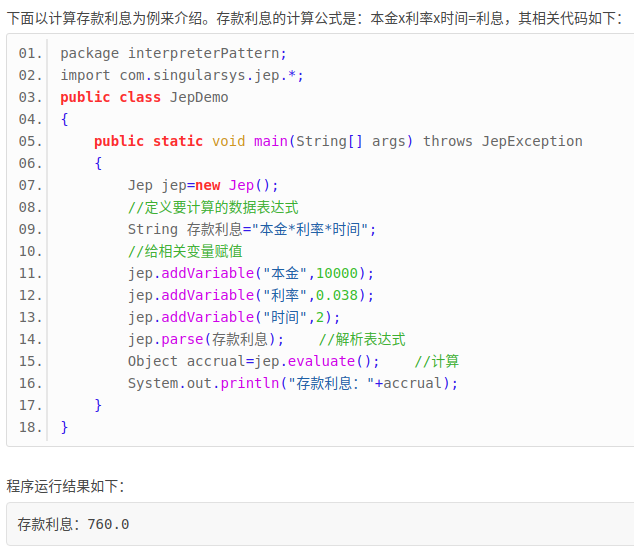 下面以计算存款利息为例来介绍。存款利息的计算公式是：本金x利率x时间=利息，其相关代码如下：
01. package interpreterPattern;
02. import com.singularsys.jep.*;
03. public class JepDemo
04. {
05.     public static void main(String[] args) throws JepException
06.     {
07.         Jep jep=new Jep();
08.         //定义要计算的数据表达式
09.         String 存款利息="本金*利率*时间";
10.         //给相关变量赋值
11.         jep.addVariable("本金",10000);
12.         jep.addVariable("利率",0.038);
13.         jep.addVariable("时间",2);
14.         jep.parse(存款利息);    //解析表达式
15.         Object accrual=jep.evaluate();    //计算
16.         System.out.println("存款利息："+accrual);
17.     }
18. }
程序运行结果如下：
存款利息：760.0